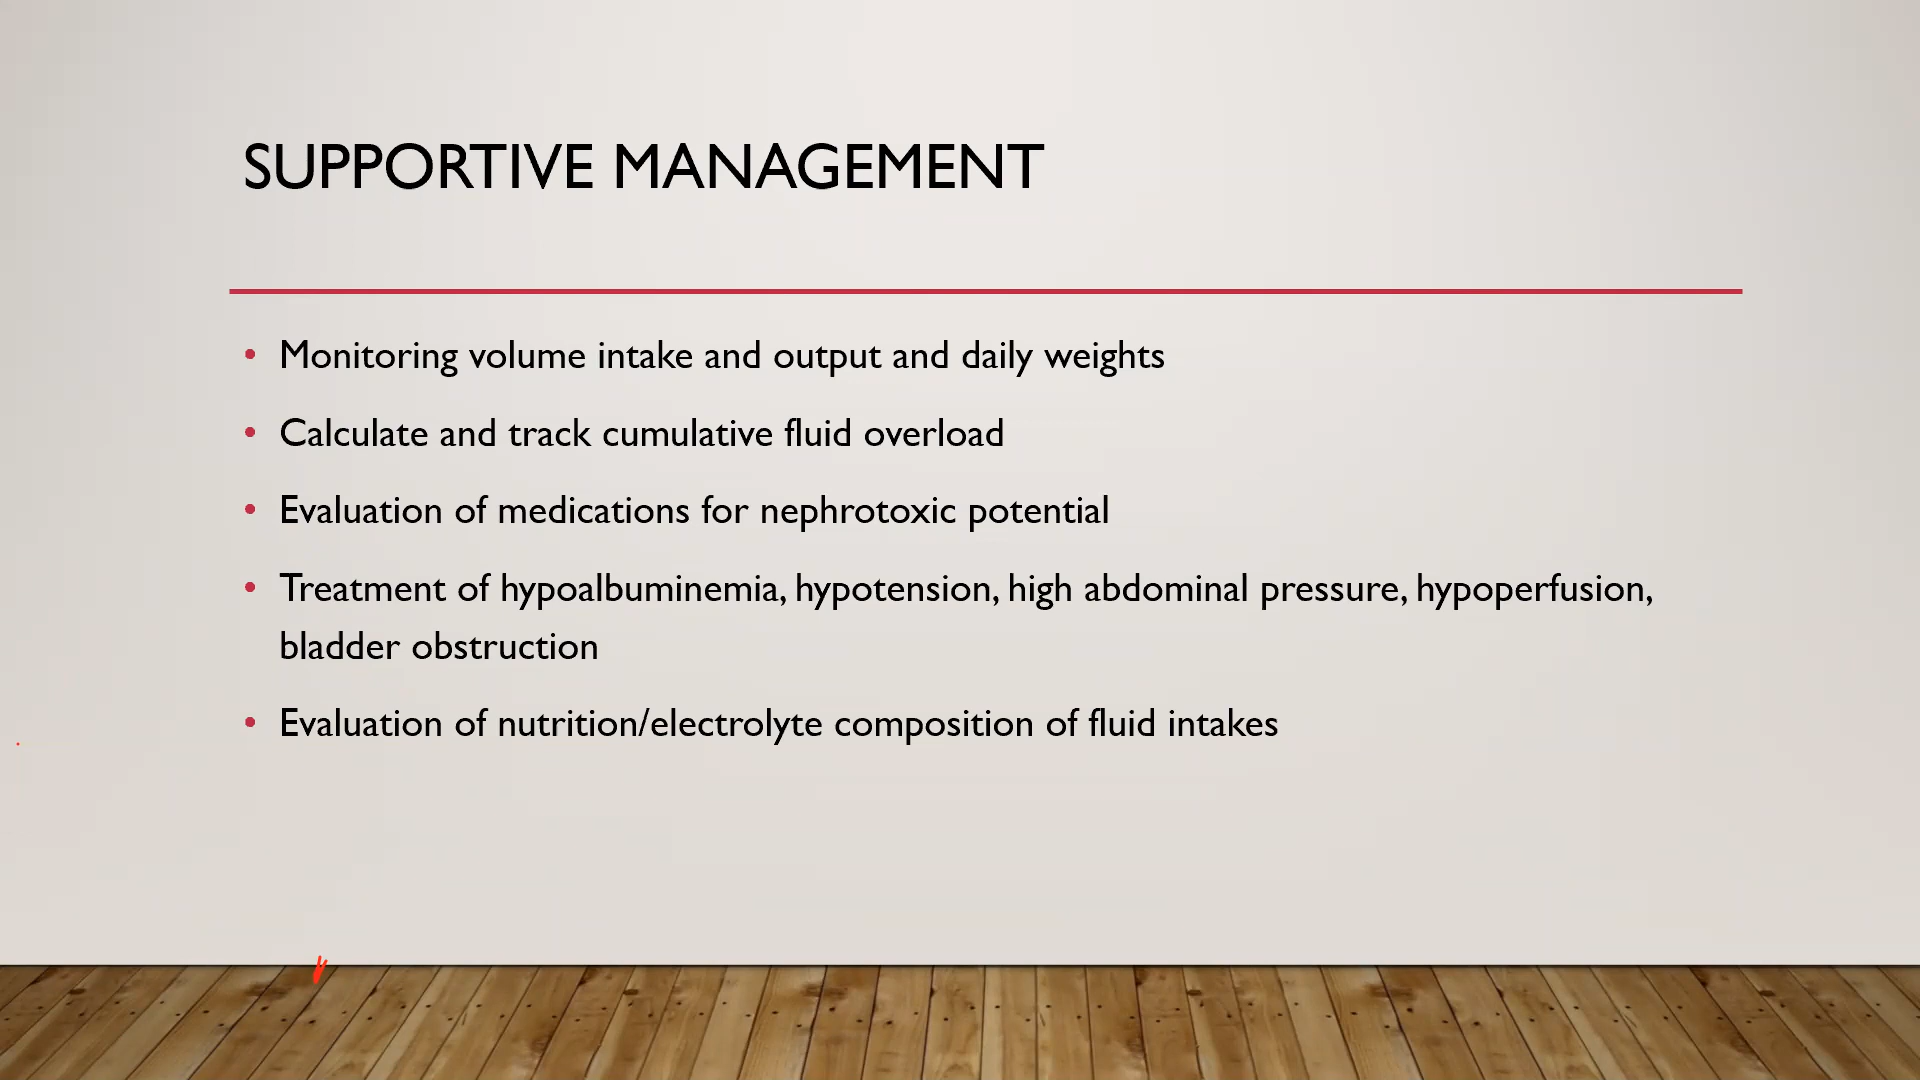 SUPPORTIVE MANAGEMENT
• Monitoring volume intake and output and daily weights
• Calculate and track cumulative fluid overload
• Evaluation of medications for nephrotoxic potential
• Treatment of hypoalbuminemia, hypotension, high abdominal pressure, hypoperfusion,
bladder obstruction
• Evaluation of nutrition/electrolyte composition of fluid intakes